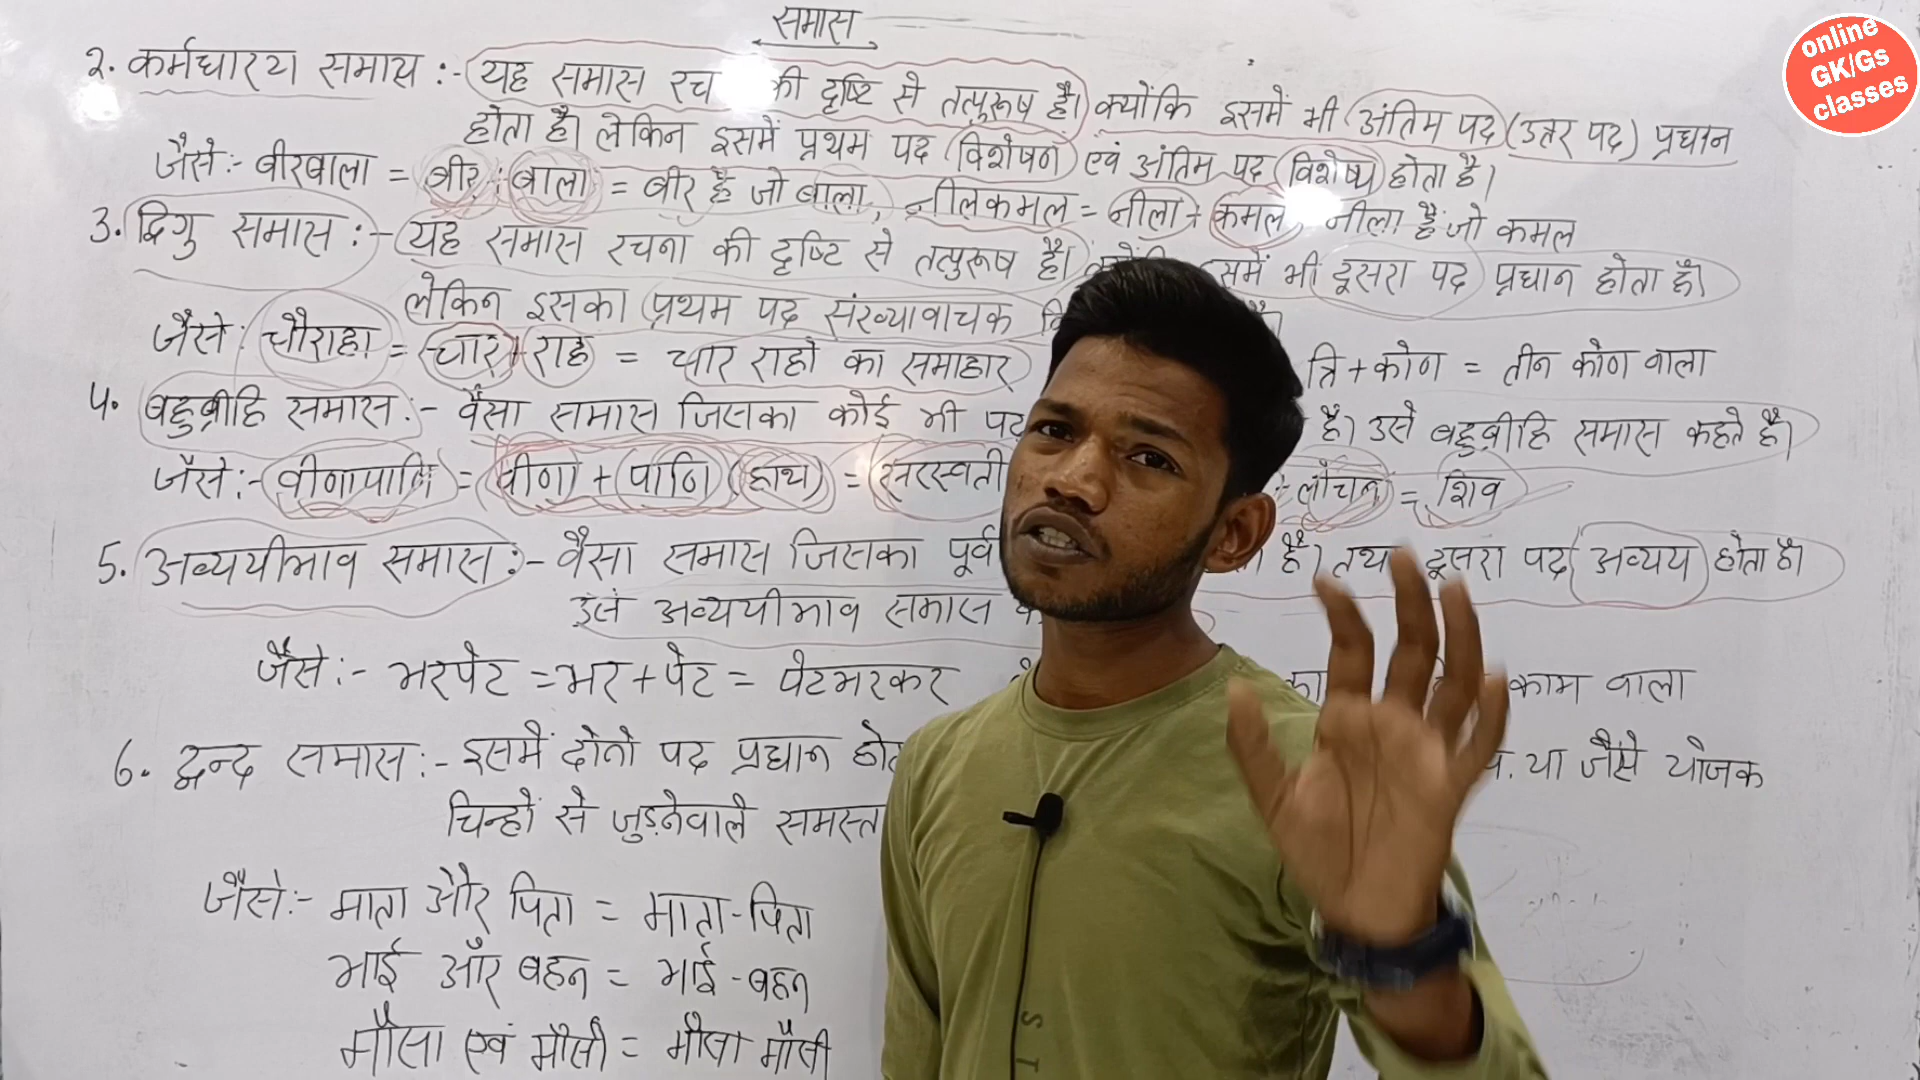 समास
online
GK/Gs
classes
२. कर्मधारय समास :- यह समास रच की दृष्टि से तत्पुरूष है। क्योंकि इसमें भी अंतिम पद (उत्तर पद) प्रधान
होता है। लेकिन इसमें प्रथम पद विशेषण एवं अंतिम पद विशेष्य होता है।
जैसे:- वीरबाला = वीर + बाला = वीर है जो बाला, नीलकमल = नीला + कमल, नीला है जो कमल
3. द्विगु समास :- यह समास रचना की दृष्टि से तत्पुरूष है। समें भी दूसरा पद प्रधान होता है।
लेकिन इसका प्रथम पद संख्यावाचक
जैसे: चौराहा = चार + राह = चार राहो का समाहार त्रि + कोण = तीन कोण वाला
4. बहुब्रीहि समास :- वैसा समास जिसका कोई भी पद है। उसे बहुब्रीहि समास कहते है।
जैसे:- वीणापाणि = वीणा + पाणि (हाथ) = सरस्वती लोचन = शिव
5. अव्ययीभाव समास :- वैसा समास जिसका पूर्व है। तथा दूसरा पद अव्यय होता है।
उसे अव्ययीभाव समास
जैसे:- भरपेट = भर + पेट = पेटभरकर काम वाला
6. द्वन्द समास :- इसमें दोनो पद प्रधान या जैसे योजक
चिन्हों से जुड़नेवाले समस्त
जैसे:- माता और पिता = माता-पिता
भाई और बहन = भाई-बहन
मौसा एवं मौसी = मौसा मौसी
S T